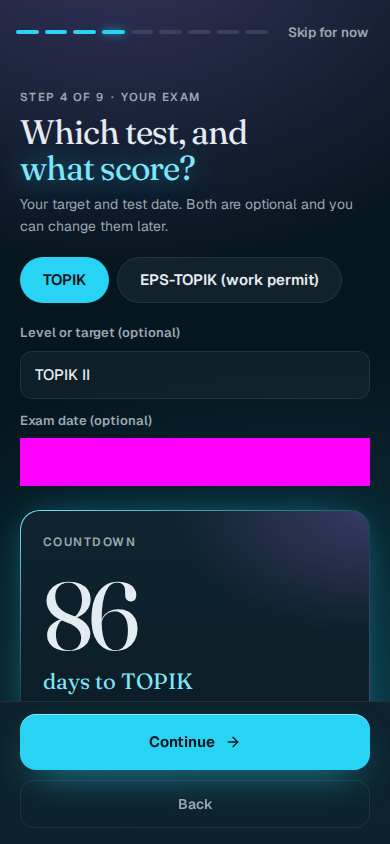 Skip for now
STEP 4 OF 9 · YOUR EXAM
Which test, and
what score?
Your target and test date. Both are optional and you
can change them later.
TOPIK
EPS-TOPIK (work permit)
Level or target (optional)
TOPIK II
Exam date (optional)
COUNTDOWN
86
days to TOPIK
Continue →
Back